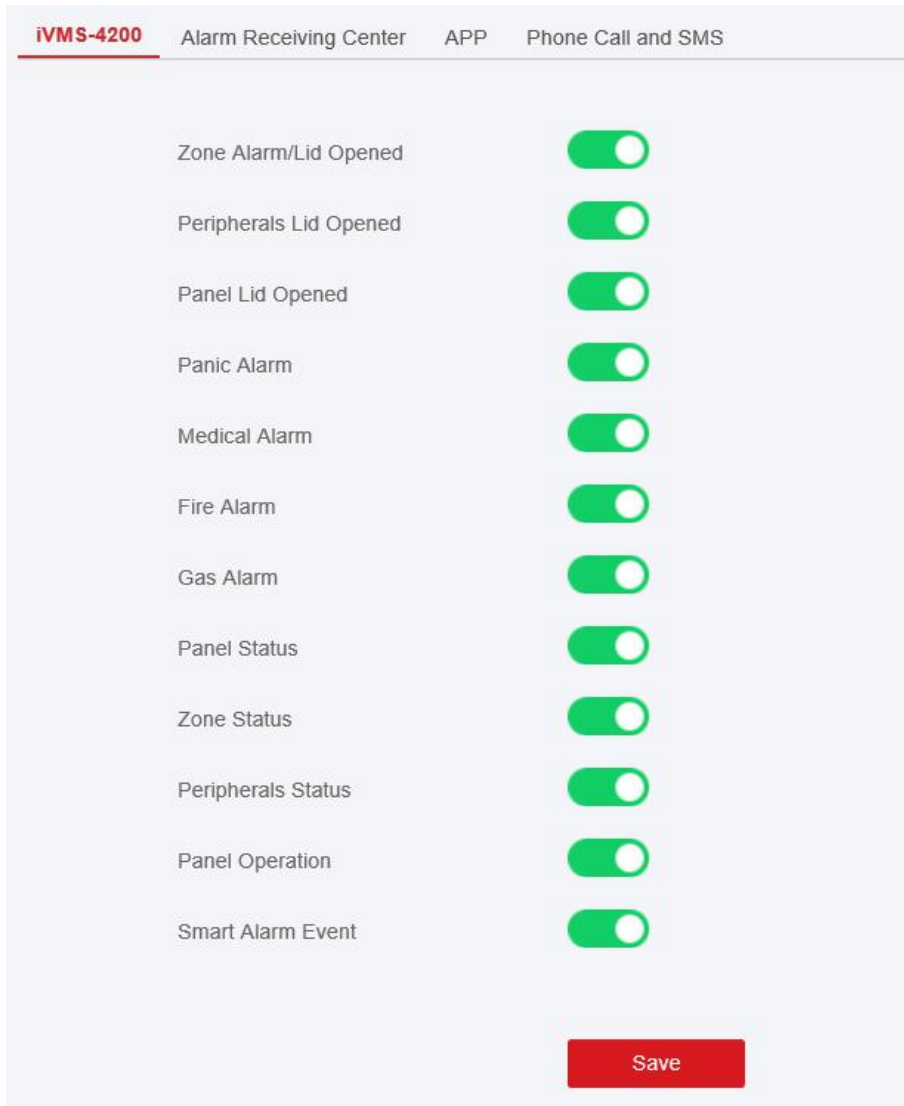 iVMS-4200 Alarm Receiving Center APP Phone Call and SMS
Zone Alarm/Lid Opened
Peripherals Lid Opened
Panel Lid Opened
Panic Alarm
Medical Alarm
Fire Alarm
Gas Alarm
Panel Status
Zone Status
Peripherals Status
Panel Operation
Smart Alarm Event
Save